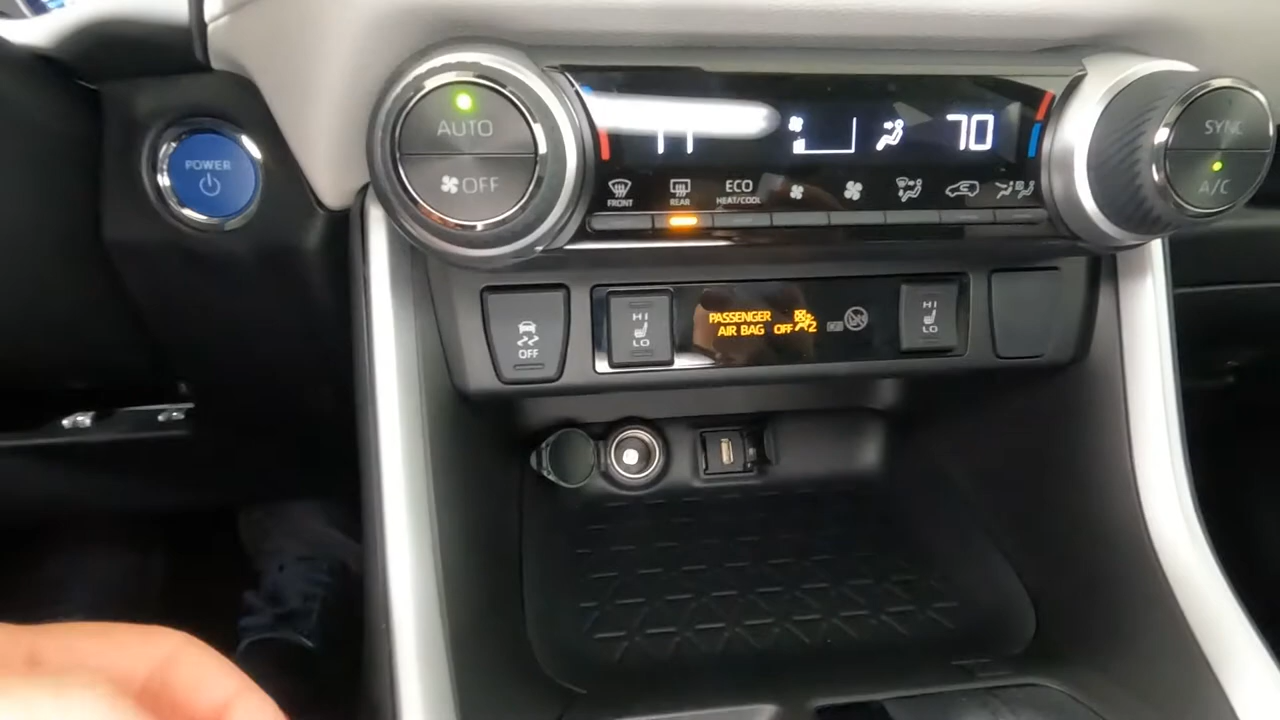 POWER
AUTO
OFF
70
FRONT
REAR
ECO
HEAT/COOL
SYNC
A/C
OFF
HI
LO
PASSENGER
AIR BAG OFF
2
HI
LO